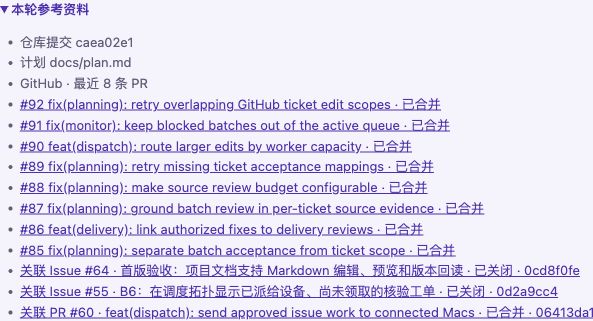 ▼本轮参考资料
• 仓库提交 caea02e1
• 计划 docs/plan.md
• GitHub · 最近 8 条 PR
• #92 fix(planning): retry overlapping GitHub ticket edit scopes · 已合并
• #91 fix(monitor): keep blocked batches out of the active queue · 已合并
• #90 feat(dispatch): route larger edits by worker capacity · 已合并
• #89 fix(planning): retry missing ticket acceptance mappings · 已合并
• #88 fix(planning): make source review budget configurable · 已合并
• #87 fix(planning): ground batch review in per-ticket source evidence · 已合并
• #86 feat(delivery): link authorized fixes to delivery reviews · 已合并
• #85 fix(planning): separate batch acceptance from ticket scope · 已合并
• 关联 Issue #64 · 首版验收：项目文档支持 Markdown 编辑、预览和版本回读 · 已关闭 · 0cd8f0fe
• 关联 Issue #55 · B6：在调度拓扑显示已派给设备、尚未领取的核验工单 · 已关闭 · 0d2a9cc4
• 关联 PR #60 · feat(dispatch): send approved issue work to connected Macs · 已合并 · 06413da1